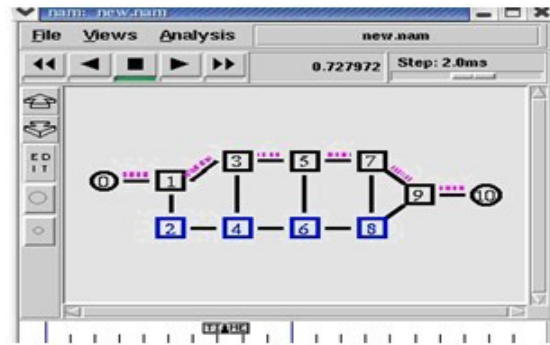 nam: new.nam
File Views Analysis new.nam
0.727972 Step: 2.0ms
ED
IT
3 5 7
0 1 9 10
2 4 6 8
TIME